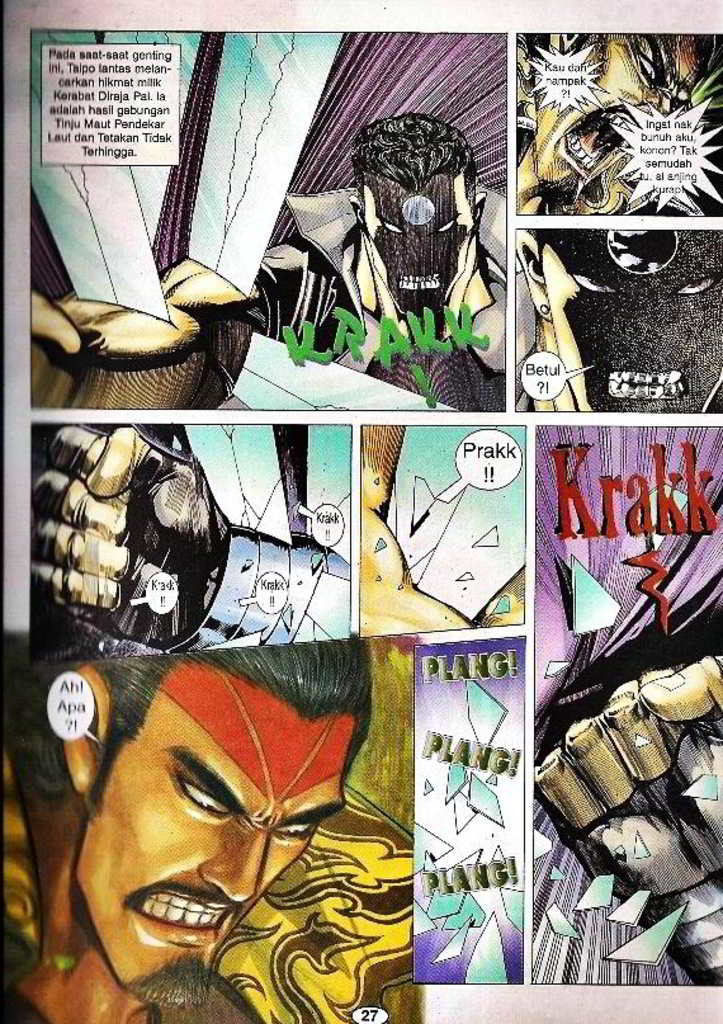 Pada saat-saat genting
ini, Taipo lantas melan-
carkan hikmat milik
Kerabat Diraja Pai. Ia
adalah hasil gabungan
Tinju Maut Pendekar
Laut dan Tetakan Tidak
Terhingga.
KRAKK
!
Kau dah
nampak
?!
Ingat nak
bunuh aku,
konon? Tak
semudah
tu, ai anjing
kurap!
Betul
?!
Krakk
!!
Krakk
!!
Krakk
!!
Prakk
!!
Krakk
Ah!
Apa
?!
PLANG!
PLANG!
PLANG!
27